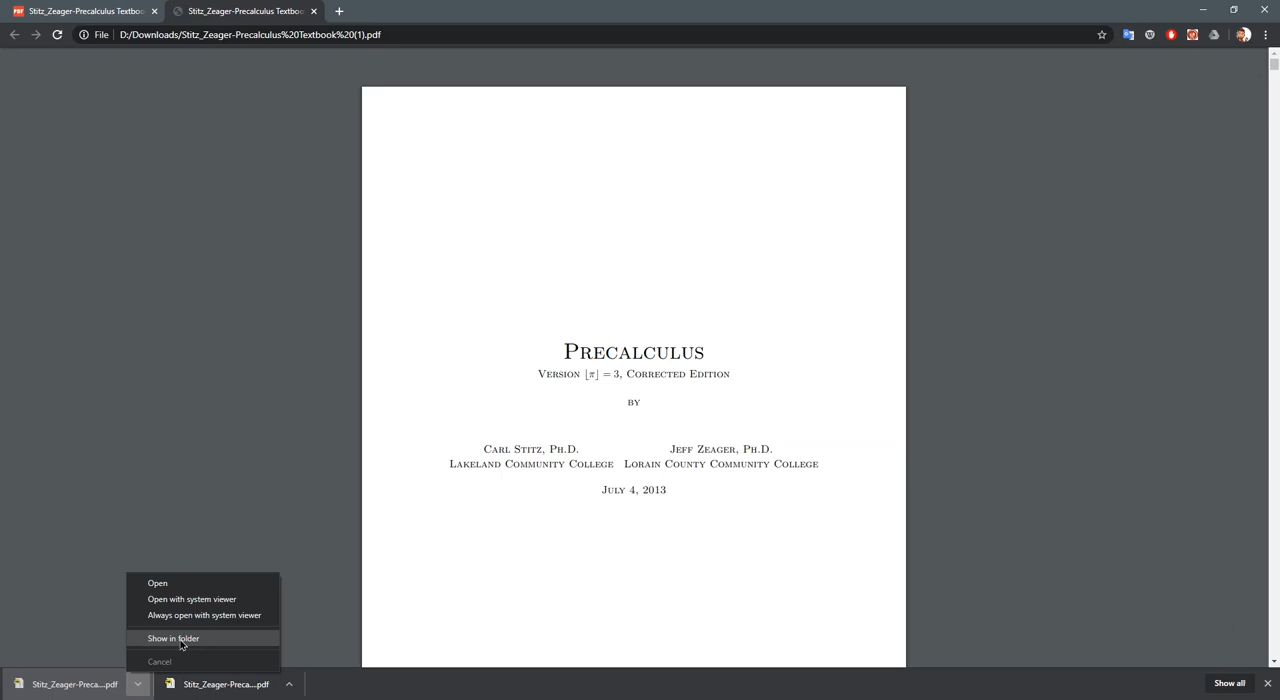 Stitz_Zeager-Precalculus Textboo
Stitz_Zeager-Precalculus Textboo
File
D:/Downloads/Stitz_Zeager-Precalculus%20Textbook%20(1).pdf
PRECALCULUS
VERSION ⌊π⌋ = 3, CORRECTED EDITION
BY
CARL STITZ, PH.D. JEFF ZEAGER, PH.D.
LAKELAND COMMUNITY COLLEGE LORAIN COUNTY COMMUNITY COLLEGE
JULY 4, 2013
Open
Open with system viewer
Always open with system viewer
Show in folder
Cancel
Stitz_Zeager-Preca....pdf
Stitz_Zeager-Preca....pdf
Show all